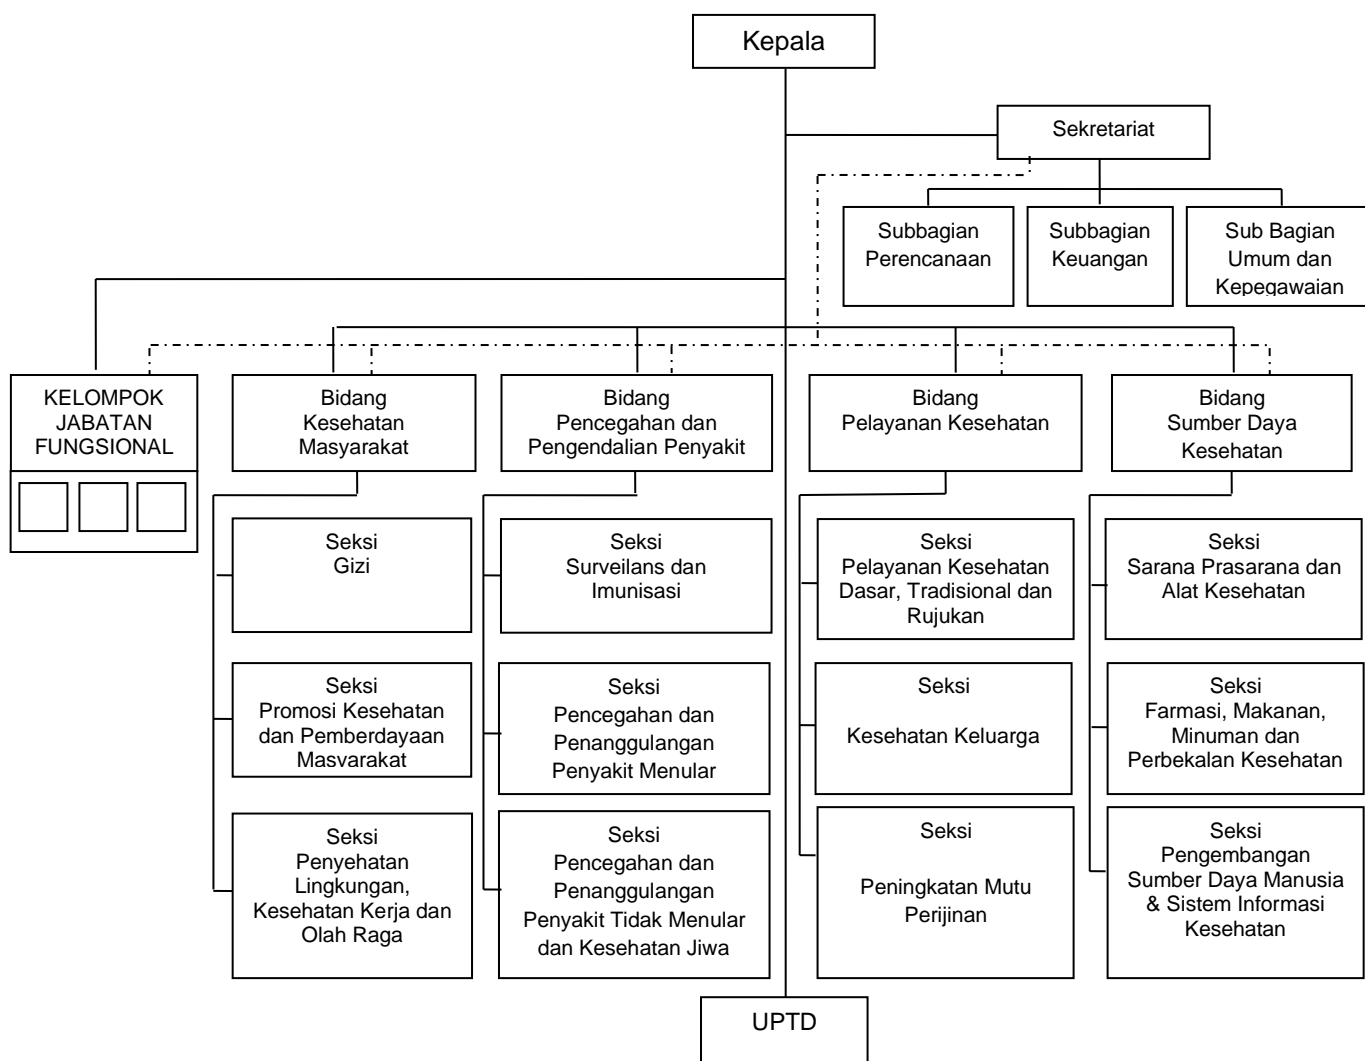 Kepala
Sekretariat
Subbagian
Perencanaan
Subbagian
Keuangan
Sub Bagian
Umum dan
Kepegawaian
KELOMPOK
JABATAN
FUNGSIONAL
Bidang
Kesehatan
Masyarakat
Bidang
Pencegahan dan
Pengendalian Penyakit
Bidang
Pelayanan Kesehatan
Bidang
Sumber Daya
Kesehatan
Seksi
Gizi
Seksi
Surveilans dan
Imunisasi
Seksi
Pelayanan Kesehatan
Dasar, Tradisional dan
Rujukan
Seksi
Sarana Prasarana dan
Alat Kesehatan
Seksi
Promosi Kesehatan
dan Pemberdayaan
Masyarakat
Seksi
Pencegahan dan
Penanggulangan
Penyakit Menular
Seksi
Kesehatan Keluarga
Seksi
Farmasi, Makanan,
Minuman dan
Perbekalan Kesehatan
Seksi
Penyehatan
Lingkungan,
Kesehatan Kerja dan
Olah Raga
Seksi
Pencegahan dan
Penanggulangan
Penyakit Tidak Menular
dan Kesehatan Jiwa
Seksi
Peningkatan Mutu
Perijinan
Seksi
Pengembangan
Sumber Daya Manusia
& Sistem Informasi
Kesehatan
UPTD